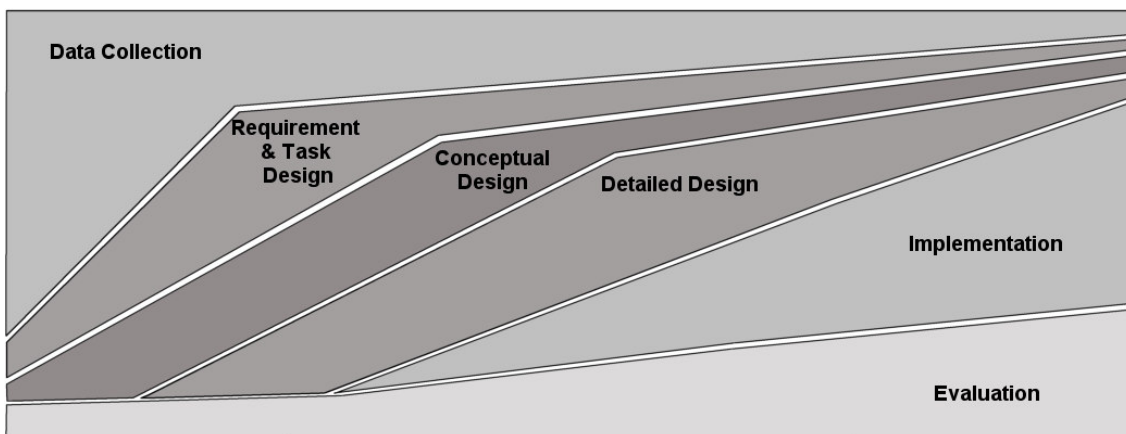 Data Collection
Requirement
& Task
Design
Conceptual
Design
Detailed Design
Implementation
Evaluation